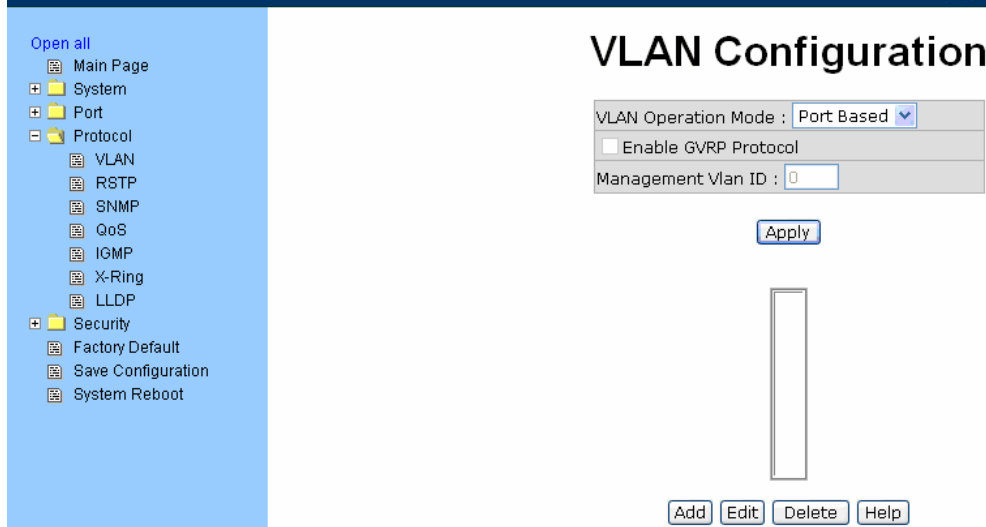 Open all
Main Page
System
Port
Protocol
VLAN
RSTP
SNMP
QoS
IGMP
X-Ring
LLDP
Security
Factory Default
Save Configuration
System Reboot
VLAN Configuration
VLAN Operation Mode : Port Based
Enable GVRP Protocol
Management Vlan ID : 0
Apply
Add Edit Delete Help